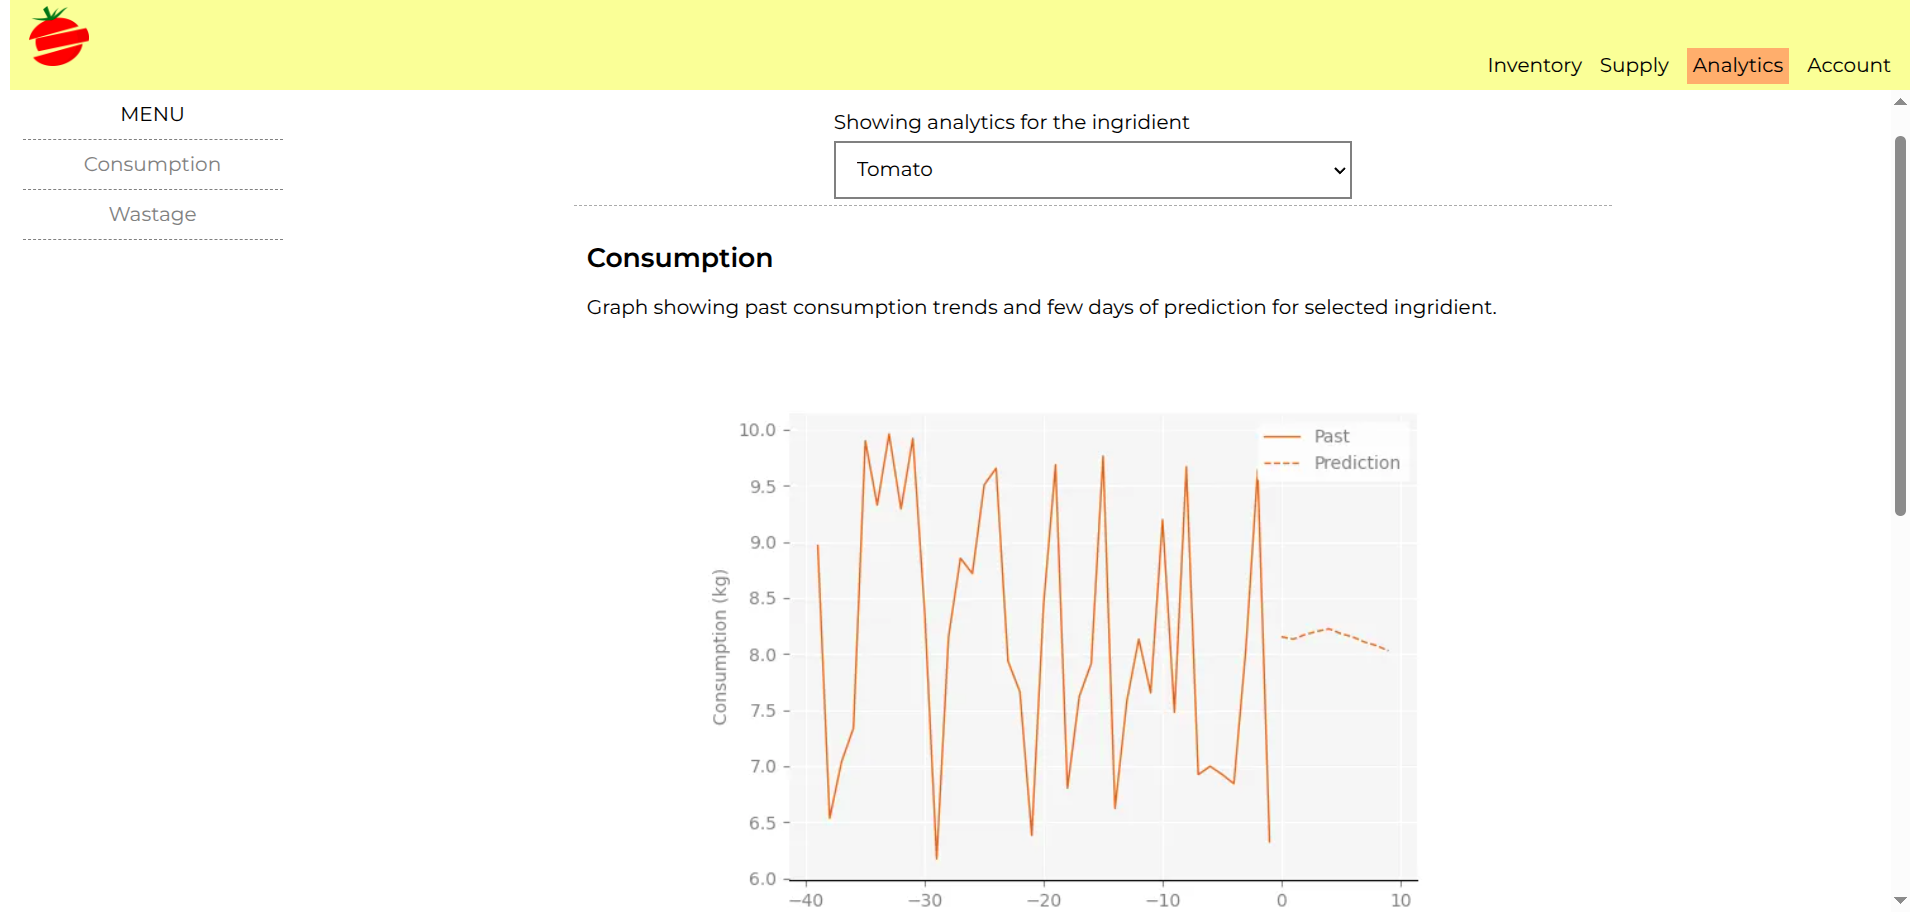 Inventory Supply Analytics Account
MENU
Consumption
Wastage
Showing analytics for the ingridient
Tomato
Consumption
Graph showing past consumption trends and few days of prediction for selected ingridient.
Past
Prediction
Consumption (kg)
10.0
9.5
9.0
8.5
8.0
7.5
7.0
6.5
6.0
−40 −30 −20 −10 0 10